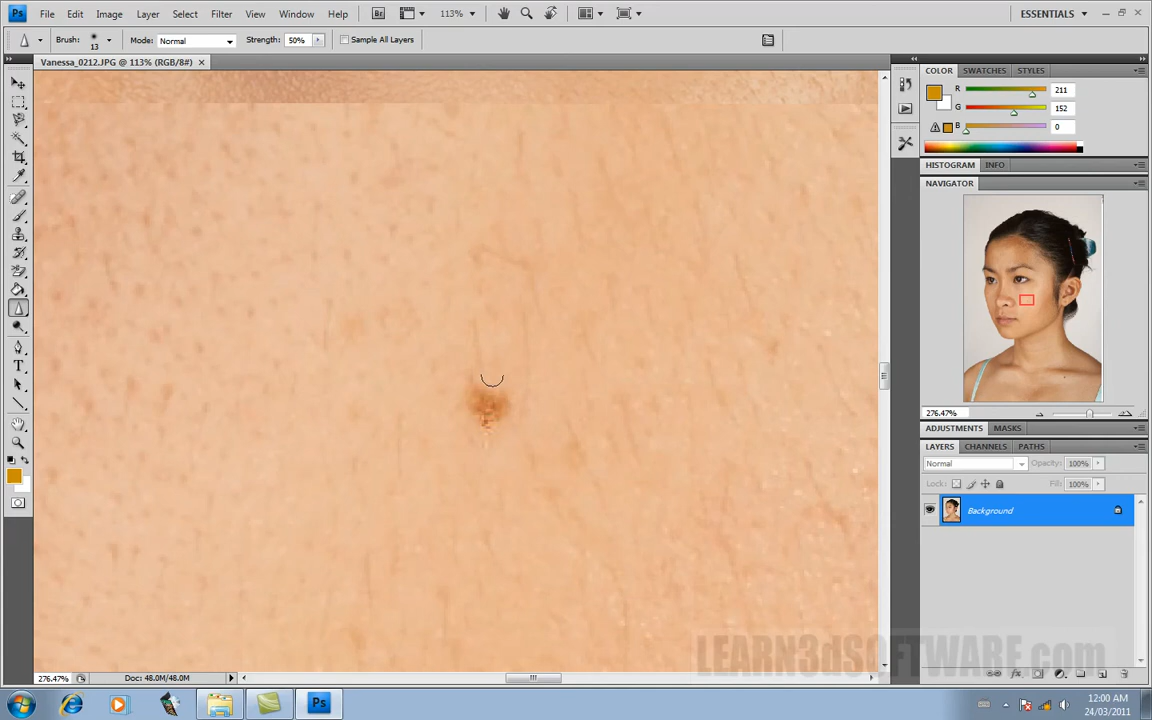 Ps File Edit Image Layer Select Filter View Window Help Br 113% ESSENTIALS
Brush: 13 Mode: Normal Strength: 50% Sample All Layers
Vanessa_0212.JPG @ 113% (RGB/8#)
COLOR SWATCHES STYLES
R 211
G 152
B 0
HISTOGRAM INFO
NAVIGATOR
276.47%
ADJUSTMENTS MASKS
LAYERS CHANNELS PATHS
Normal Opacity: 100%
Lock: Fill: 100%
Background
LEARN3dSOFTWARE.com
276.47% Doc: 48.0M/48.0M
Ps 12:00 AM
24/03/2011